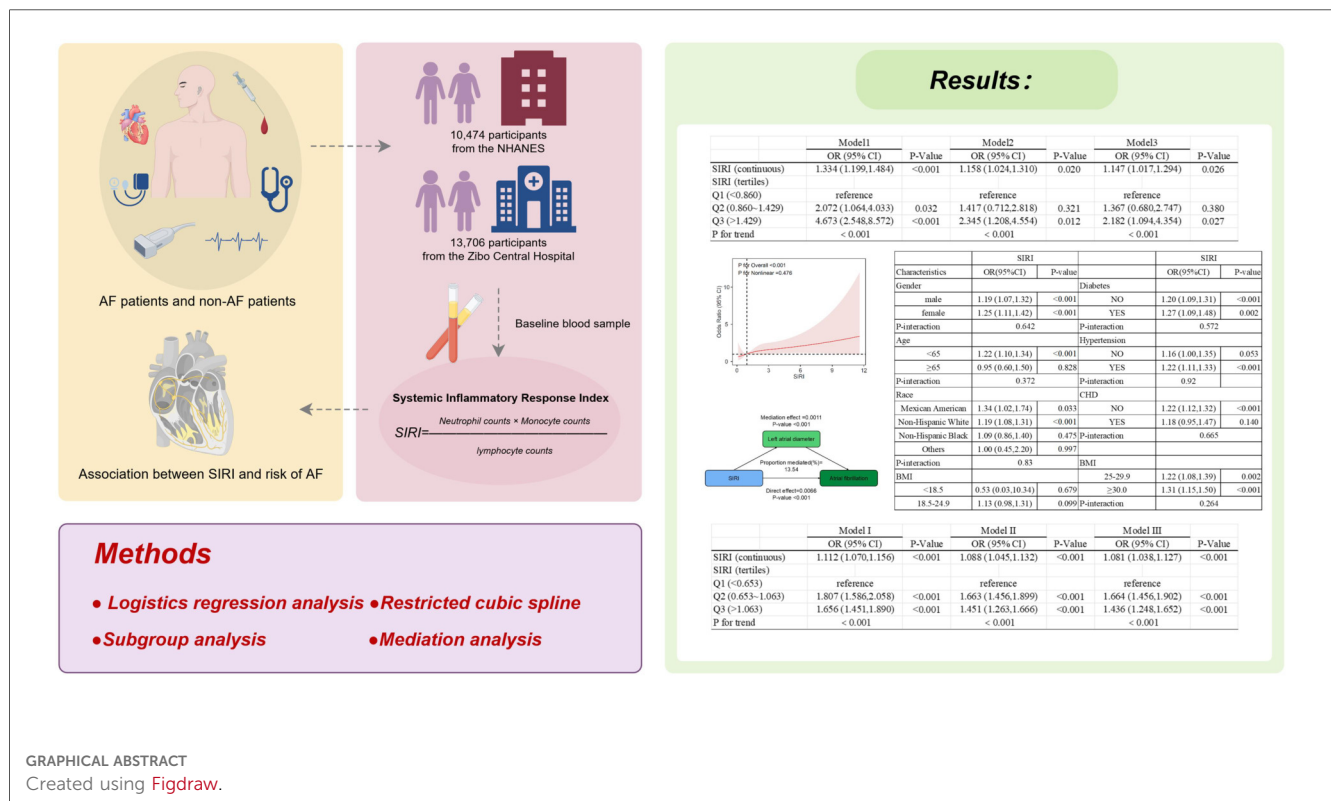 AF patients and non-AF patients
Association between SIRI and risk of AF
10,474 participants
from the NHANES
13,706 participants
from the Zibo Central Hospital
Baseline blood sample
Systemic Inflammatory Response Index
SIRI=
Neutrophil counts × Monocyte counts
lymphocyte counts
Methods
● Logistics regression analysis ●Restricted cubic spline
●Subgroup analysis ●Mediation analysis
Results:
Model1 Model2 Model3
OR (95% CI) P-Value OR (95% CI) P-Value OR (95% CI) P-Value
SIRI (continuous) 1.334 (1.199,1.484) <0.001 1.158 (1.024,1.310) 0.020 1.147 (1.017,1.294) 0.026
SIRI (tertiles)
Q1 (<0.860) reference reference reference
Q2 (0.860~1.429) 2.072 (1.064,4.033) 0.032 1.417 (0.712,2.818) 0.321 1.367 (0.680,2.747) 0.380
Q3 (>1.429) 4.673 (2.548,8.572) <0.001 2.345 (1.208,4.554) 0.012 2.182 (1.094,4.354) 0.027
P for trend < 0.001 < 0.001 < 0.001
P for Overall <0.001
P for Nonlinear =0.476
Odds Ratio (95% CI)
10
5
0
0 3 6 9 12
SIRI
Mediation effect =0.0011
P-value <0.001
Left atrial diameter
Proportion mediated(%)=
13.54
SIRI
Atrial fibrillation
Direct effect=0.0066
P-value <0.001
SIRI SIRI
Characteristics OR(95%CI) P-value OR(95%CI) P-value
Gender Diabetes
male 1.19 (1.07,1.32) <0.001 NO 1.20 (1.09,1.31) <0.001
female 1.25 (1.11,1.42) <0.001 YES 1.27 (1.09,1.48) 0.002
P-interaction 0.642 P-interaction 0.572
Age Hypertension
<65 1.22 (1.10,1.34) <0.001 NO 1.16 (1.00,1.35) 0.053
≥65 0.95 (0.60,1.50) 0.828 YES 1.22 (1.11,1.33) <0.001
P-interaction 0.372 P-interaction 0.92
Race CHD
Mexican American 1.34 (1.02,1.74) 0.033 NO 1.22 (1.12,1.32) <0.001
Non-Hispanic White 1.19 (1.08,1.31) <0.001 YES 1.18 (0.95,1.47) 0.140
Non-Hispanic Black 1.09 (0.86,1.40) 0.475 P-interaction 0.665
Others 1.00 (0.45,2.20) 0.997
P-interaction 0.83 BMI
BMI 25-29.9 1.22 (1.08,1.39) 0.002
<18.5 0.53 (0.03,10.34) 0.679 ≥30.0 1.31 (1.15,1.50) <0.001
18.5-24.9 1.13 (0.98,1.31) 0.099 P-interaction 0.264
Model I Model II Model III
OR (95% CI) P-Value OR (95% CI) P-Value OR (95% CI) P-Value
SIRI (continuous) 1.112 (1.070,1.156) <0.001 1.088 (1.045,1.132) <0.001 1.081 (1.038,1.127) <0.001
SIRI (tertiles)
Q1 (<0.653) reference reference reference
Q2 (0.653~1.063) 1.807 (1.586,2.058) <0.001 1.663 (1.456,1.899) <0.001 1.664 (1.456,1.902) <0.001
Q3 (>1.063) 1.656 (1.451,1.890) <0.001 1.451 (1.263,1.666) <0.001 1.436 (1.248,1.652) <0.001
P for trend < 0.001 < 0.001 < 0.001
GRAPHICAL ABSTRACT
Created using Figdraw.